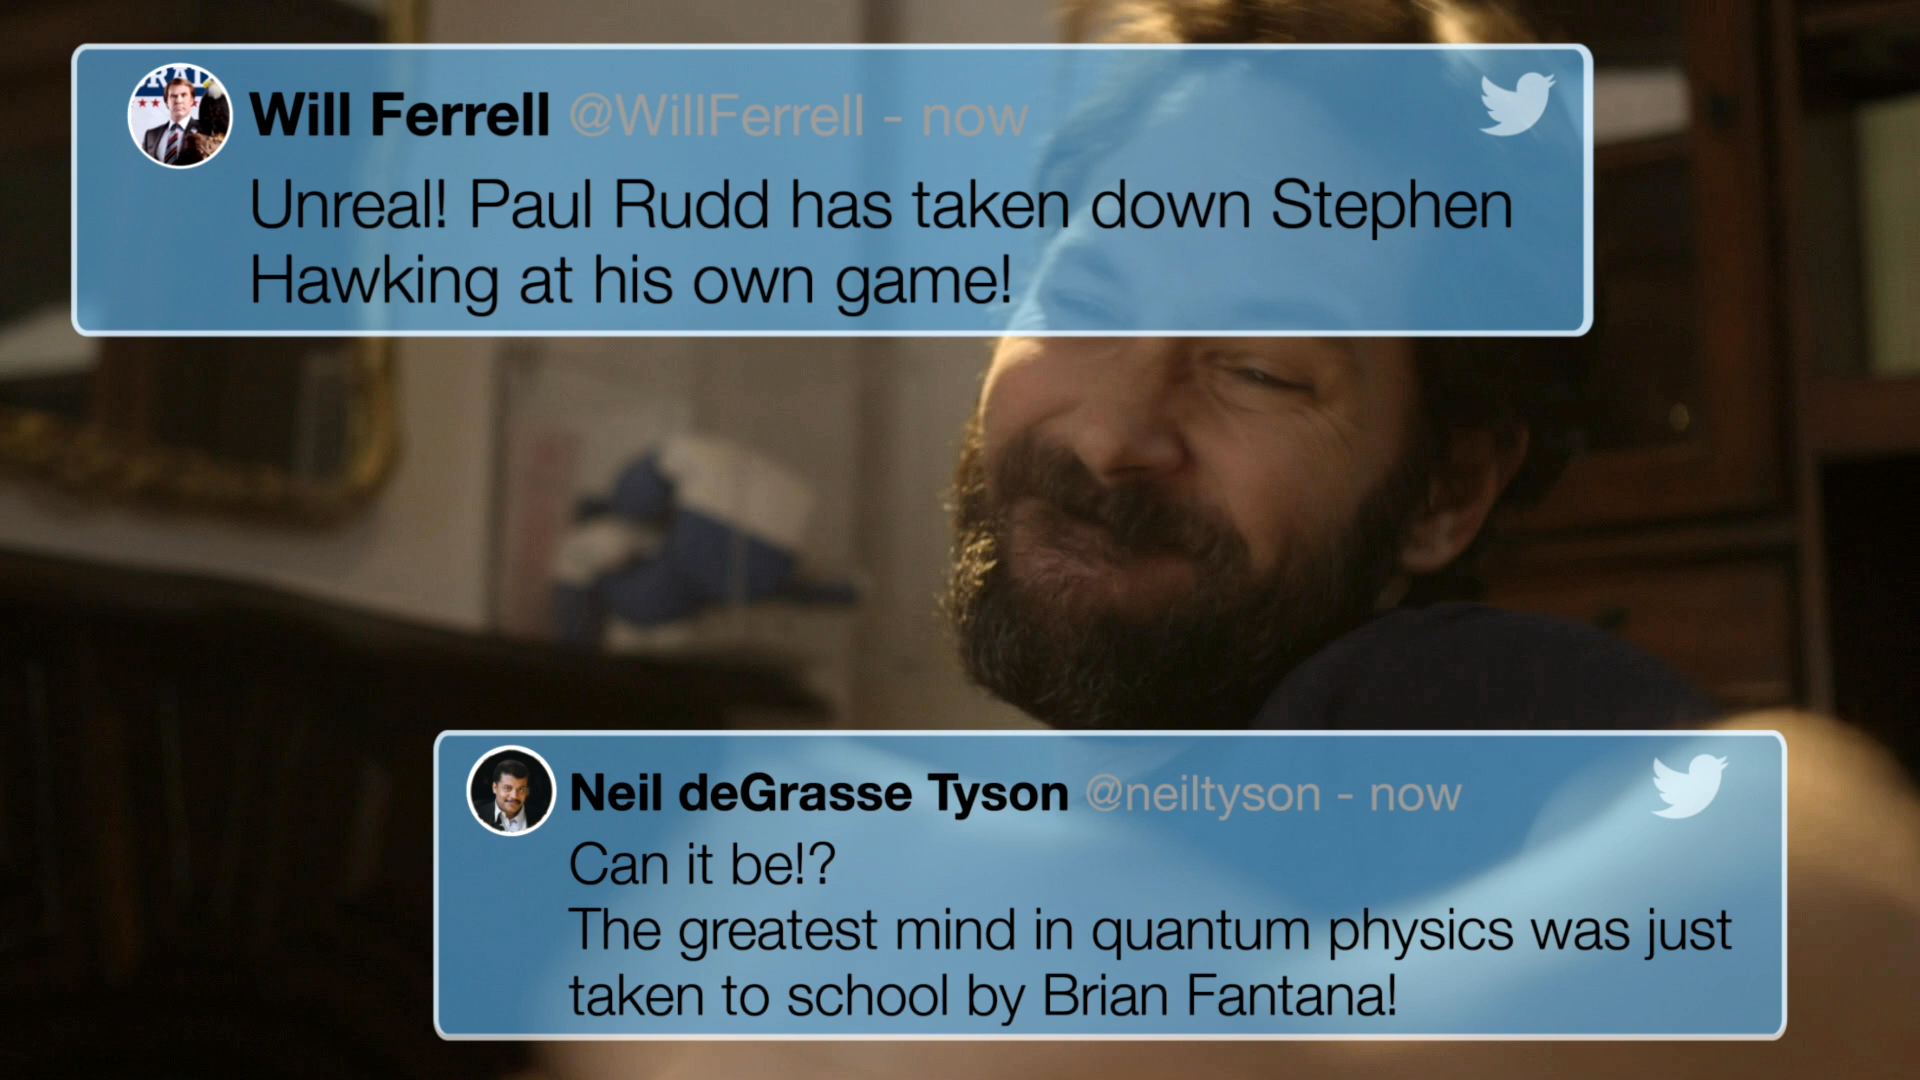 Will Ferrell @WillFerrell - now
Unreal! Paul Rudd has taken down Stephen
Hawking at his own game!
Neil deGrasse Tyson @neiltyson - now
Can it be!?
The greatest mind in quantum physics was just
taken to school by Brian Fantana!